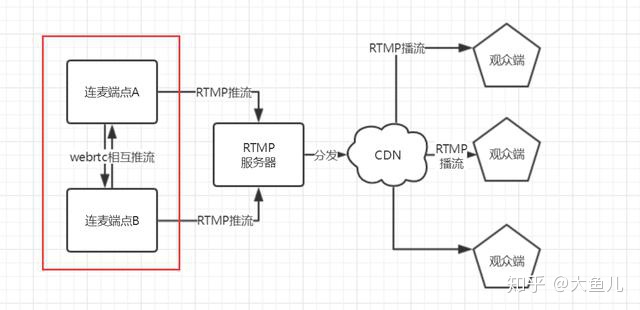 连麦端点A
webrtc相互推流
连麦端点B
RTMP推流
RTMP推流
RTMP
服务器
分发
CDN
RTMP播流
RTMP
播流
观众端
观众端
观众端
知乎 @大鱼儿